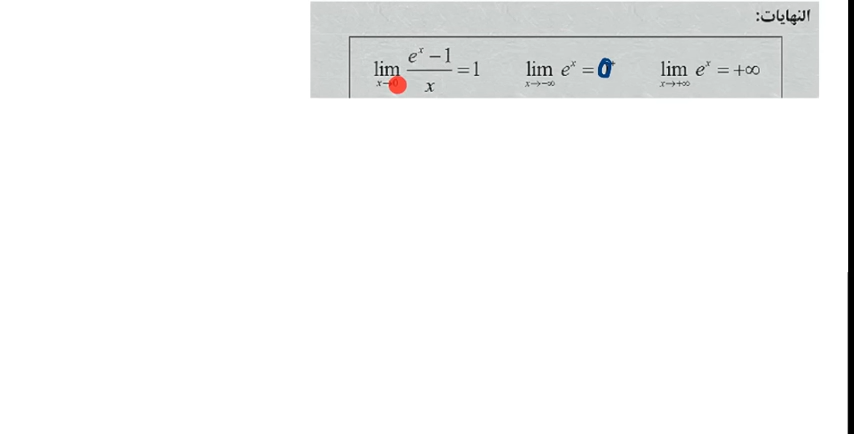 النهايات:
lim_{x→+∞} e^x = +∞    lim_{x→-∞} e^x = 0    lim_{x→0} (e^x − 1)/x = 1